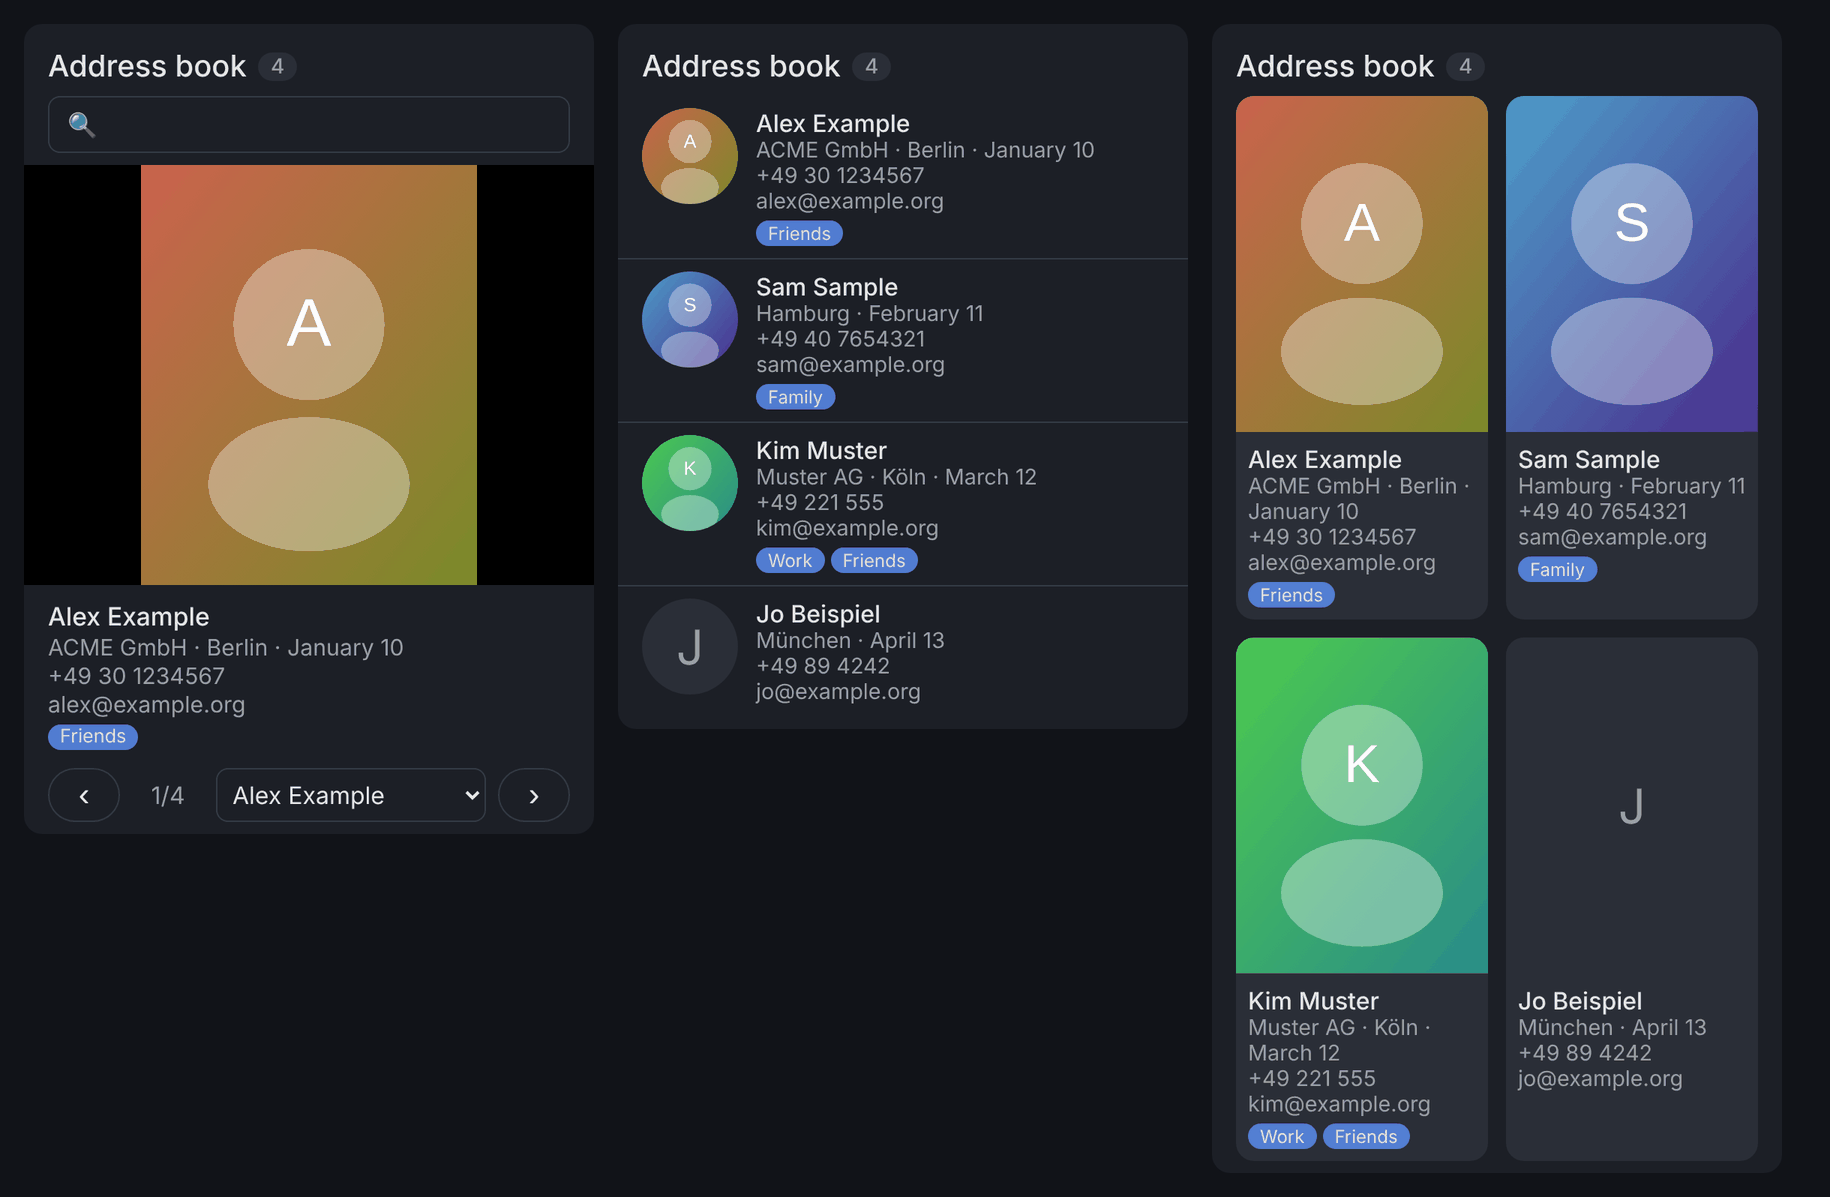 Address book 4
🔍
A
Alex Example
ACME GmbH · Berlin · January 10
+49 30 1234567
alex@example.org
Friends
‹ 1/4 Alex Example ›
Address book 4
A
Alex Example
ACME GmbH · Berlin · January 10
+49 30 1234567
alex@example.org
Friends
S
Sam Sample
Hamburg · February 11
+49 40 7654321
sam@example.org
Family
K
Kim Muster
Muster AG · Köln · March 12
+49 221 555
kim@example.org
Work Friends
J
Jo Beispiel
München · April 13
+49 89 4242
jo@example.org
Address book 4
A
Alex Example
ACME GmbH · Berlin ·
January 10
+49 30 1234567
alex@example.org
Friends
S
Sam Sample
Hamburg · February 11
+49 40 7654321
sam@example.org
Family
K
Kim Muster
Muster AG · Köln ·
March 12
+49 221 555
kim@example.org
Work Friends
J
Jo Beispiel
München · April 13
+49 89 4242
jo@example.org